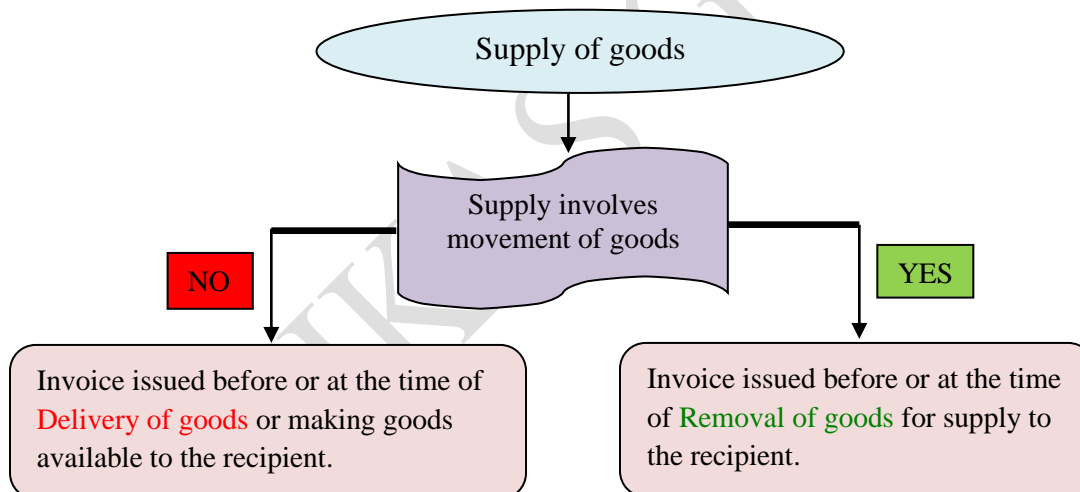 Supply of goods
Supply involves
movement of goods
NO
YES
Invoice issued before or at the time of
Delivery of goods or making goods
available to the recipient.
Invoice issued before or at the time
of Removal of goods for supply to
the recipient.